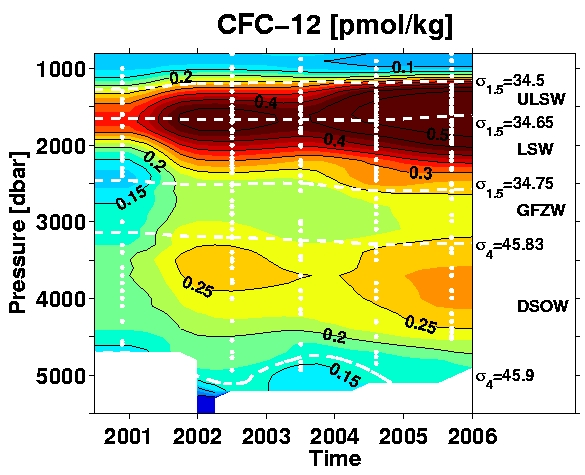 CFC−12 [pmol/kg]
1000
2000
3000
4000
5000
Pressure [dbar]
0.2
0.1
0.4
0.5
0.4
0.3
0.2
0.15
0.25
0.25
0.2
0.15
σ1.5=34.5
ULSW
σ1.5=34.65
LSW
σ1.5=34.75
GFZW
σ4=45.83
DSOW
σ4=45.9
2001 2002 2003 2004 2005 2006
Time